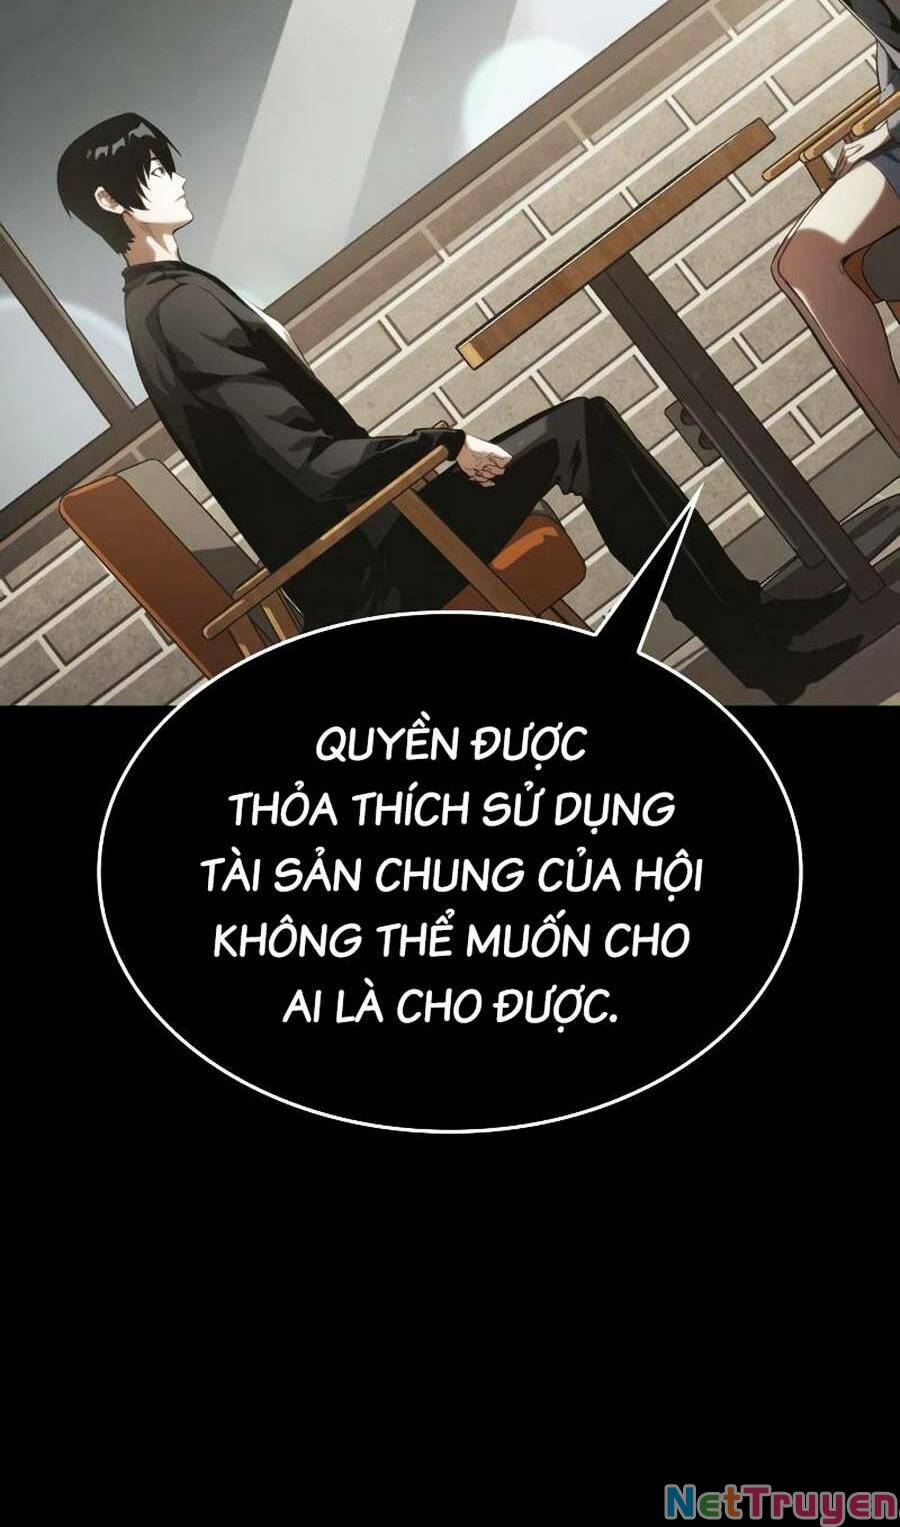 QUYỀN ĐƯỢC
THỎA THÍCH SỬ DỤNG
TÀI SẢN CHUNG CỦA HỘI
KHÔNG THỂ MUỐN CHO
AI LÀ CHO ĐƯỢC.
NetTruyen